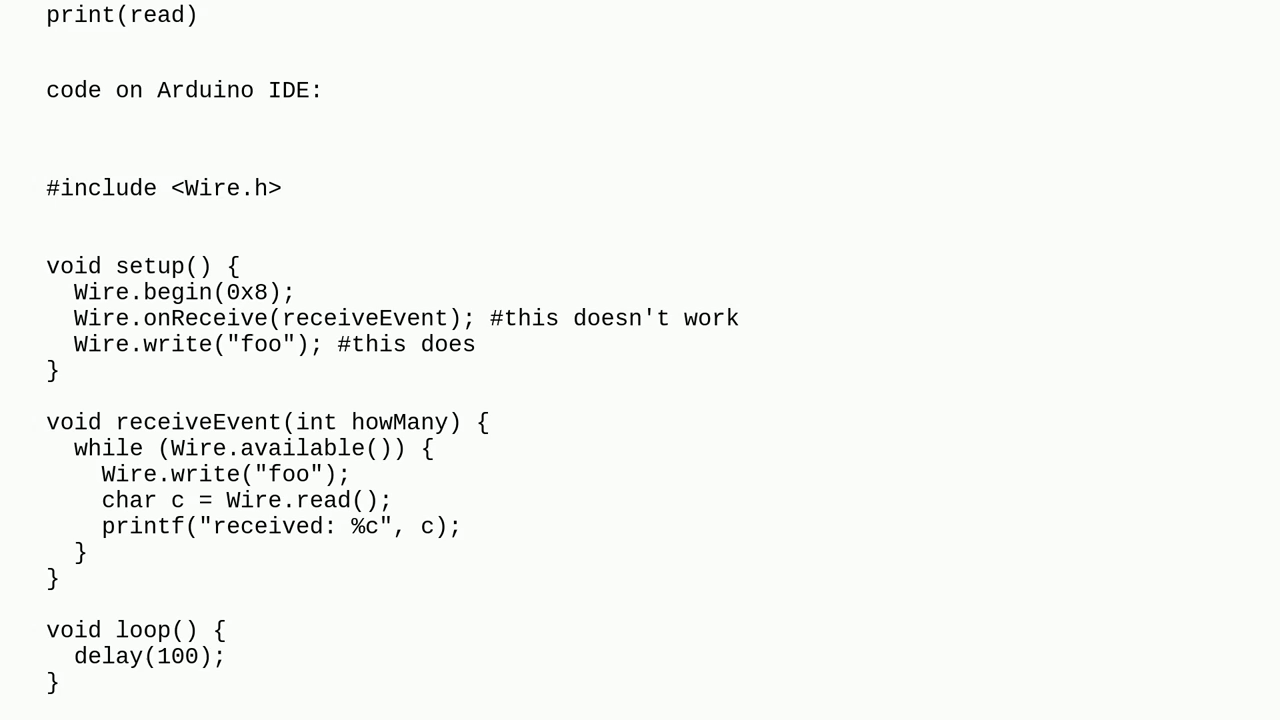 print(read)
code on Arduino IDE:
#include <Wire.h>
void setup() {
  Wire.begin(0x8);
  Wire.onReceive(receiveEvent); #this doesn't work
  Wire.write("foo"); #this does
}
void receiveEvent(int howMany) {
  while (Wire.available()) {
    Wire.write("foo");
    char c = Wire.read();
    printf("received: %c", c);
  }
}
void loop() {
  delay(100);
}